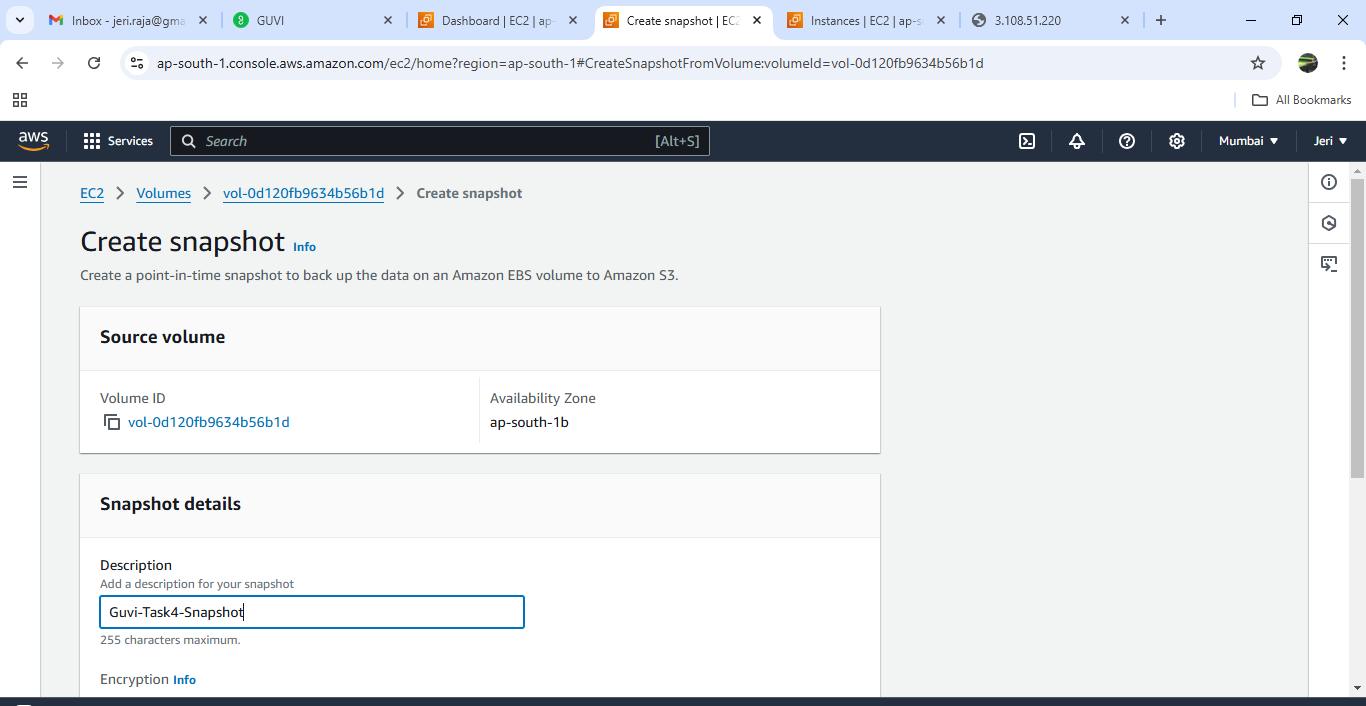 Inbox - jeri.raja@gma
GUVI
Dashboard | EC2 | ap-
Create snapshot | EC2
Instances | EC2 | ap-s
3.108.51.220
ap-south-1.console.aws.amazon.com/ec2/home?region=ap-south-1#CreateSnapshotFromVolume:volumeId=vol-0d120fb9634b56b1d
All Bookmarks
aws
Services
Search
[Alt+S]
Mumbai
Jeri
EC2
Volumes
vol-0d120fb9634b56b1d
Create snapshot
Create snapshot Info
Create a point-in-time snapshot to back up the data on an Amazon EBS volume to Amazon S3.
Source volume
Volume ID
vol-0d120fb9634b56b1d
Availability Zone
ap-south-1b
Snapshot details
Description
Add a description for your snapshot
Guvi-Task4-Snapshot
255 characters maximum.
Encryption Info